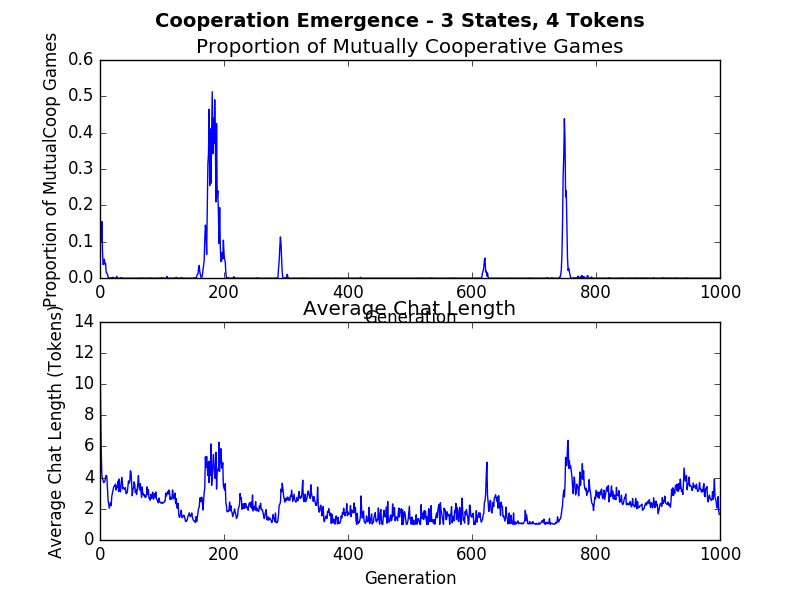 Cooperation Emergence - 3 States, 4 Tokens
Proportion of Mutually Cooperative Games
Proportion of MutualCoop Games
0.6
0.5
0.4
0.3
0.2
0.1
0.0
0 200 400 600 800 1000
Generation
Average Chat Length
Average Chat Length (Tokens)
14
12
10
8
6
4
2
0
0 200 400 600 800 1000
Generation